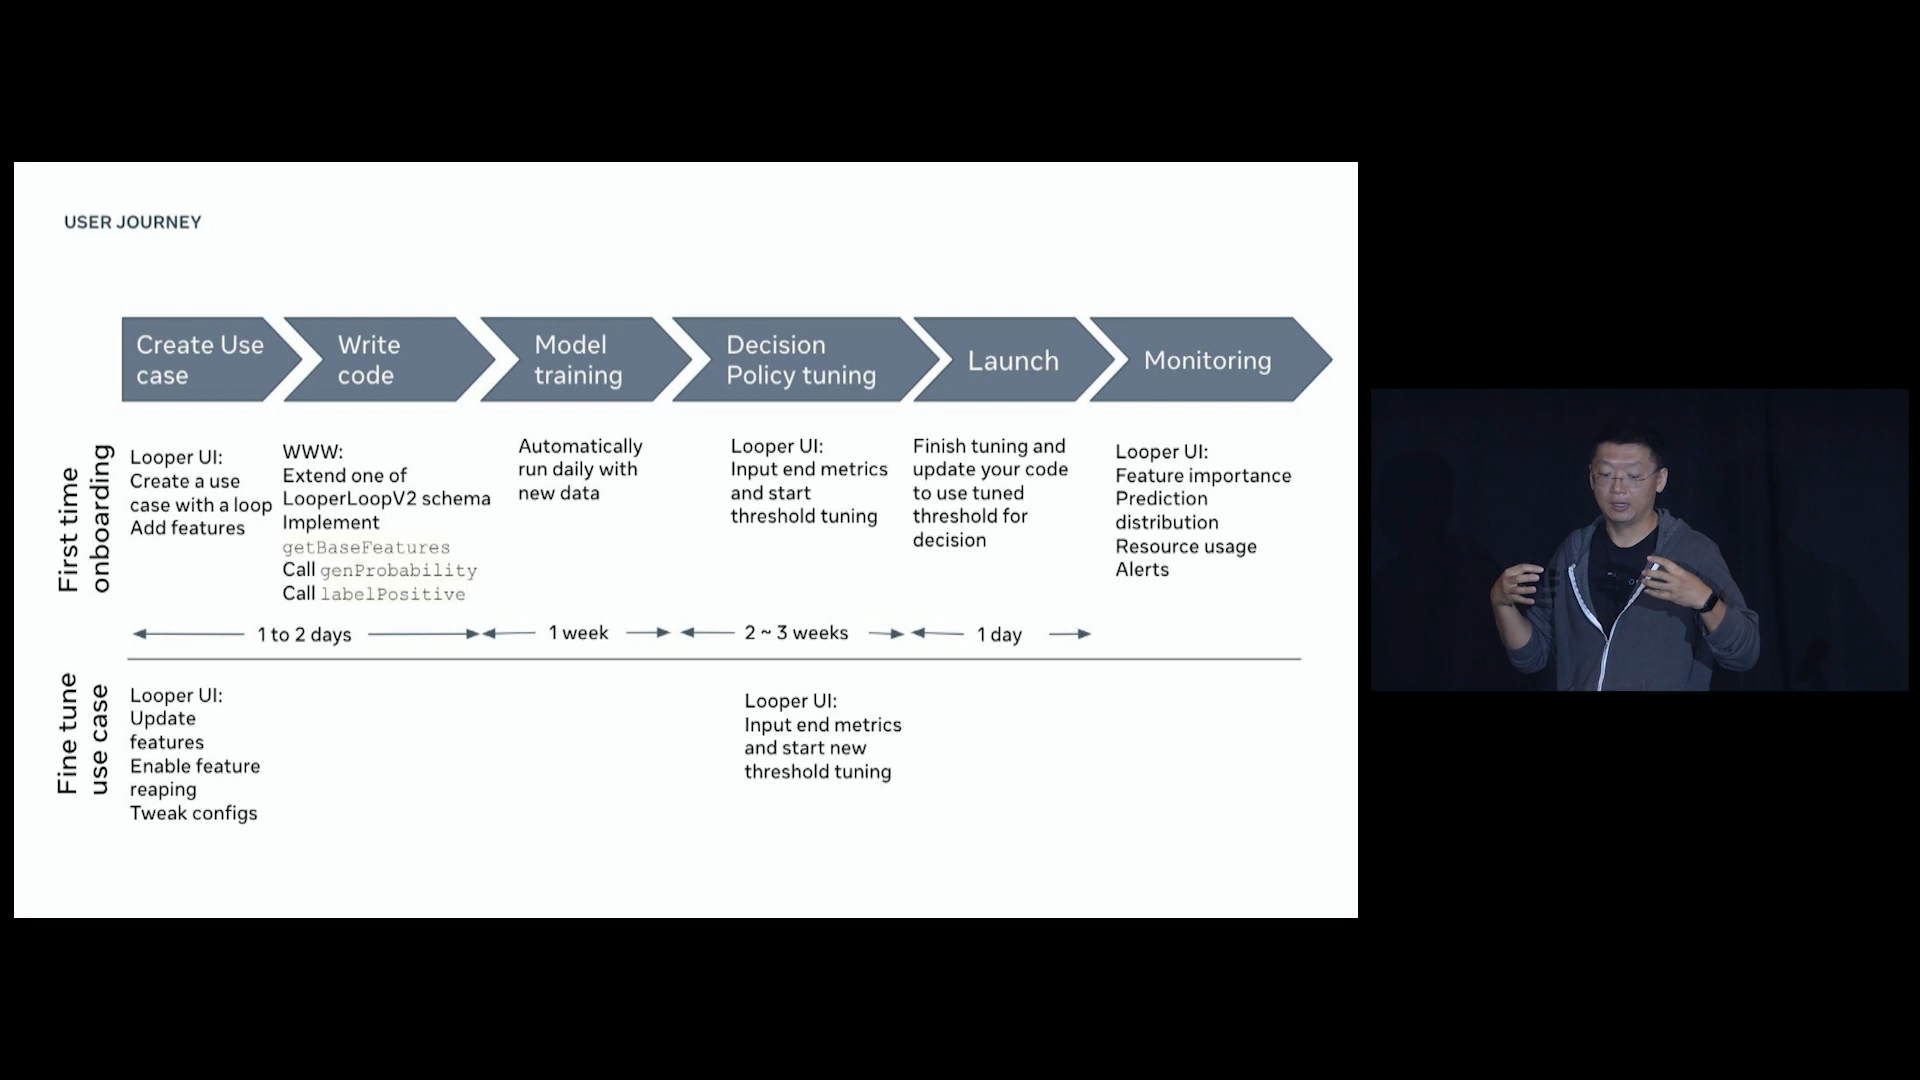 USER JOURNEY
Create Use
case
Write
code
Model
training
Decision
Policy tuning
Launch
Monitoring
First time
onboarding
Looper UI:
Create a use
case with a loop
Add features
WWW:
Extend one of
LooperLoopV2 schema
Implement
getBaseFeatures
Call genProbability
Call labelPositive
Automatically
run daily with
new data
Looper UI:
Input end metrics
and start
threshold tuning
Finish tuning and
update your code
to use tuned
threshold for
decision
Looper UI:
Feature importance
Prediction
distribution
Resource usage
Alerts
1 to 2 days
1 week
2 ~ 3 weeks
1 day
Fine tune
use case
Looper UI:
Update
features
Enable feature
reaping
Tweak configs
Looper UI:
Input end metrics
and start new
threshold tuning